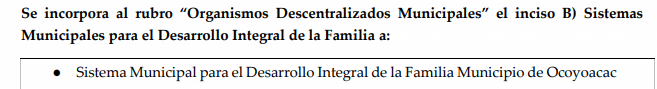 Se incorpora al rubro “Organismos Descentralizados Municipales” el inciso B) Sistemas
Municipales para el Desarrollo Integral de la Familia a:
● Sistema Municipal para el Desarrollo Integral de la Familia Municipio de Ocoyoacac